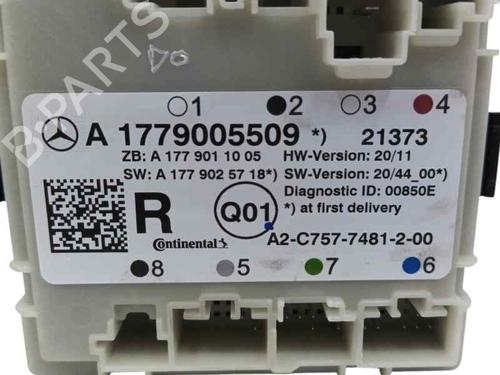 B-PARTS
DO
1 2 3 4
A 1779005509 *) 21373
ZB: A 177 901 10 05 HW-Version: 20/11
SW: A 177 902 57 18*) SW-Version: 20/44_00*)
Diagnostic ID: 00850E
*) at first delivery
R Q01
Continental A2-C757-7481-2-00
8 5 7 6